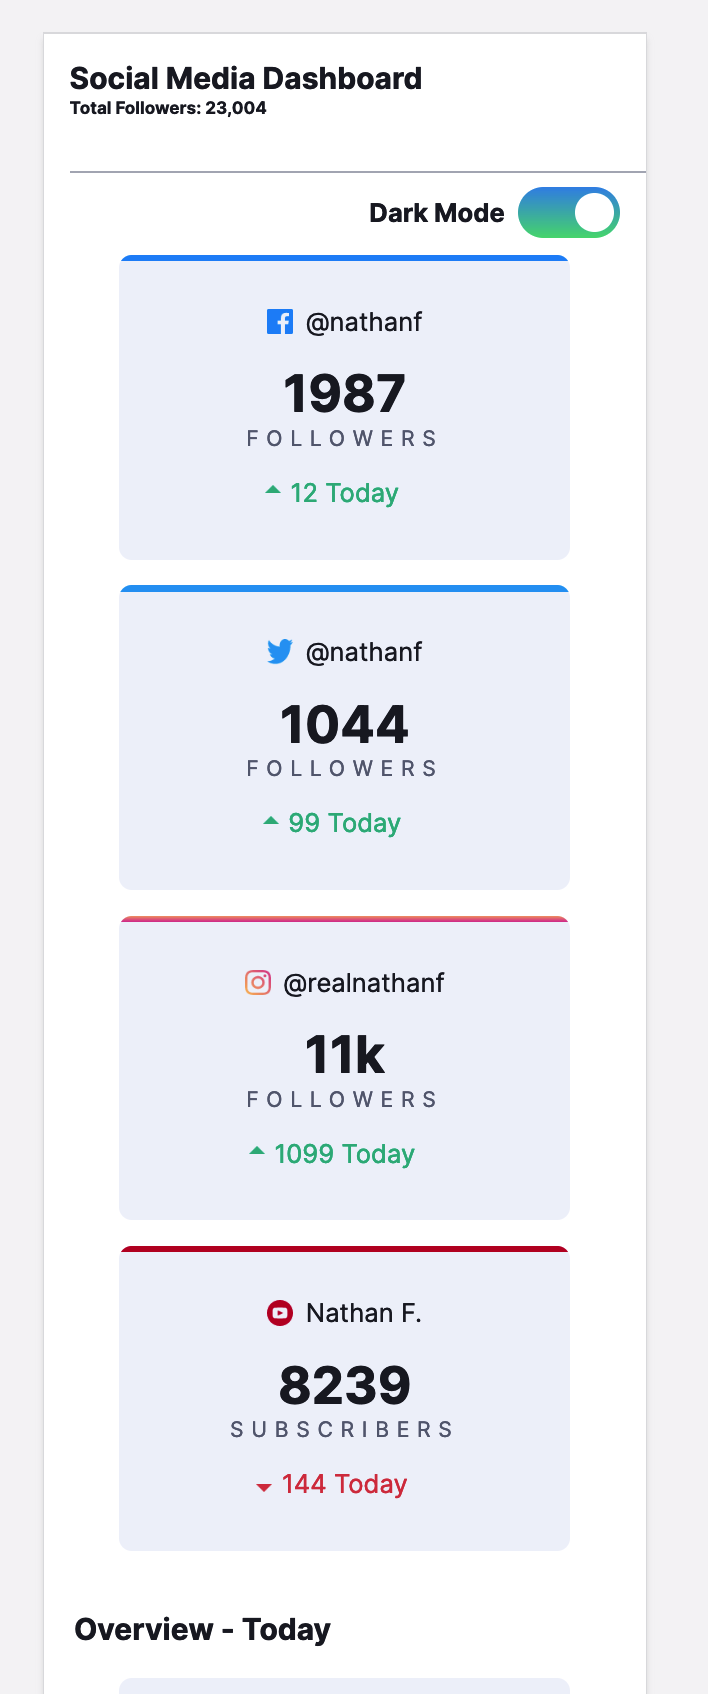 Social Media Dashboard
Total Followers: 23,004
Dark Mode
@nathanf
1987
FOLLOWERS
12 Today
@nathanf
1044
FOLLOWERS
99 Today
@realnathanf
11k
FOLLOWERS
1099 Today
Nathan F.
8239
SUBSCRIBERS
144 Today
Overview - Today